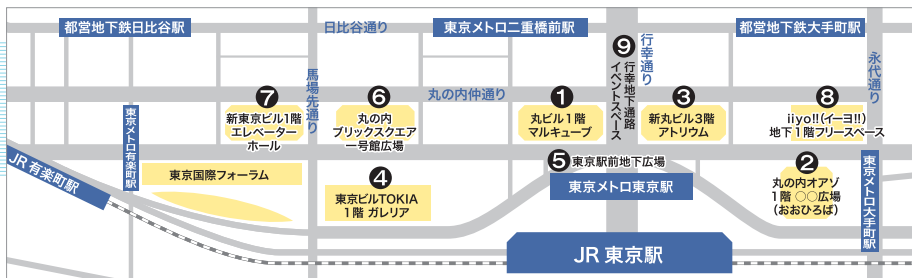 都営地下鉄日比谷駅
日比谷通り
東京メトロ二重橋前駅
都営地下鉄大手町駅
⑨
行幸地下通路
イベントスペース
行幸通り
永代通り
馬場先通り
丸の内仲通り
⑦
新東京ビル1階
エレベーター
ホール
⑥
丸の内
ブリックスクエア
一号館広場
①
丸ビル1階
マルキューブ
③
新丸ビル3階
アトリウム
⑧
iiyo!!(イーヨ!!)
地下1階フリースペース
東京メトロ有楽町駅
JR 有楽町駅
東京国際フォーラム
④
東京ビルTOKIA
1階 ガレリア
⑤
東京駅前地下広場
東京メトロ東京駅
②
丸の内オアゾ
1階 ○○広場
(おおひろば)
東京メトロ大手町駅
JR 東京駅